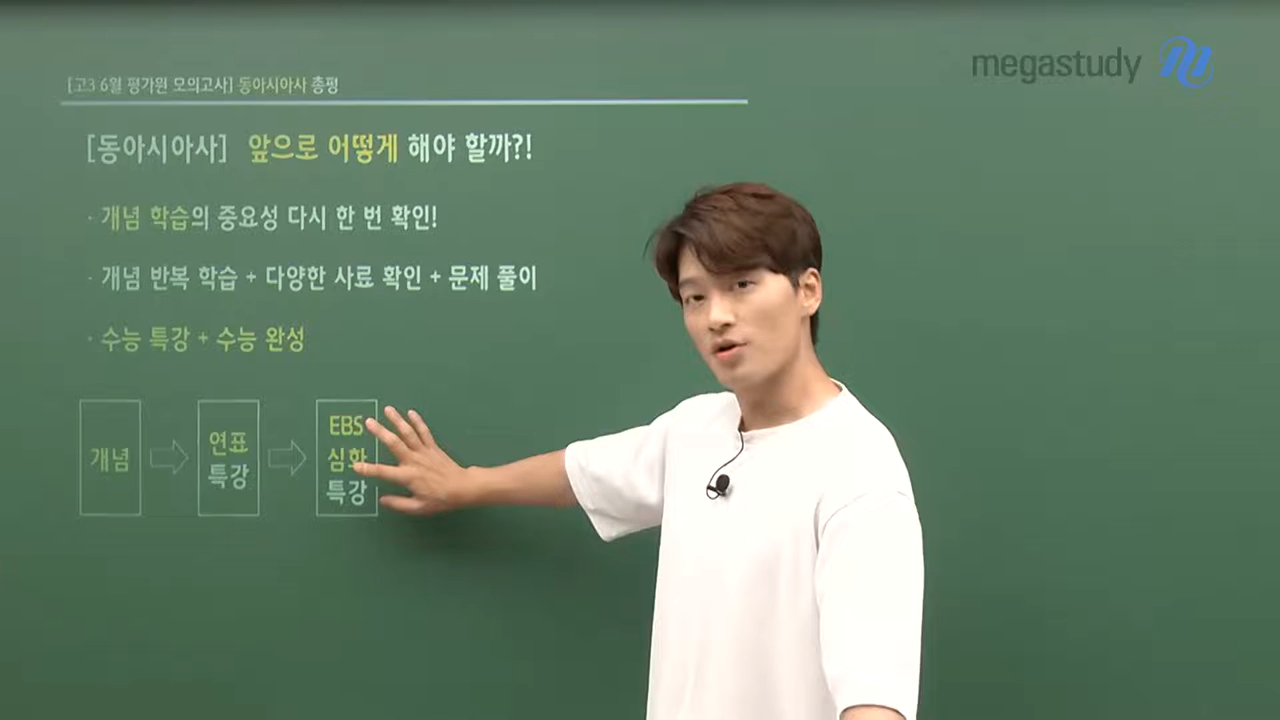 megastudy
[고3 6월 평가원 모의고사] 동아시아사 총평
[동아시아사] 앞으로 어떻게 해야 할까?!
· 개념 학습의 중요성 다시 한 번 확인!
· 개념 반복 학습 + 다양한 사료 확인 + 문제 풀이
· 수능 특강 + 수능 완성
개념
연표
특강
EBS
심화
특강